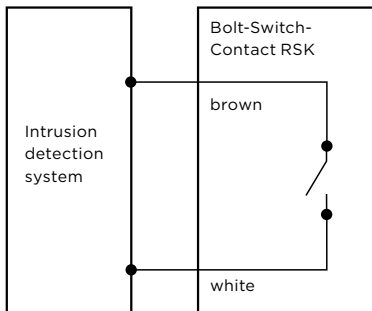 Bolt-Switch-
Contact RSK
brown
Intrusion
detection
system
white